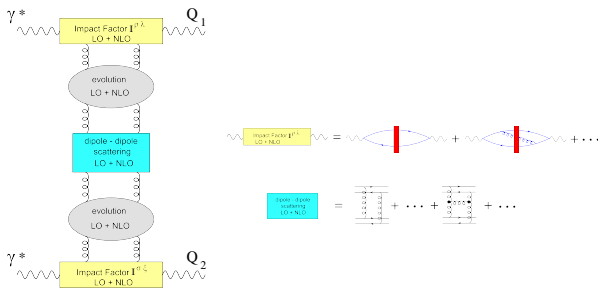 γ* Q1
Impact Factor I^ρ λ
LO + NLO
evolution
LO + NLO
dipole - dipole
scattering
LO + NLO
evolution
LO + NLO
γ* Q2
Impact Factor I^σ ξ
LO + NLO
Impact Factor I^ρ λ
LO + NLO
= + + •••
dipole - dipole
scattering
LO + NLO
= + ••• + + •••